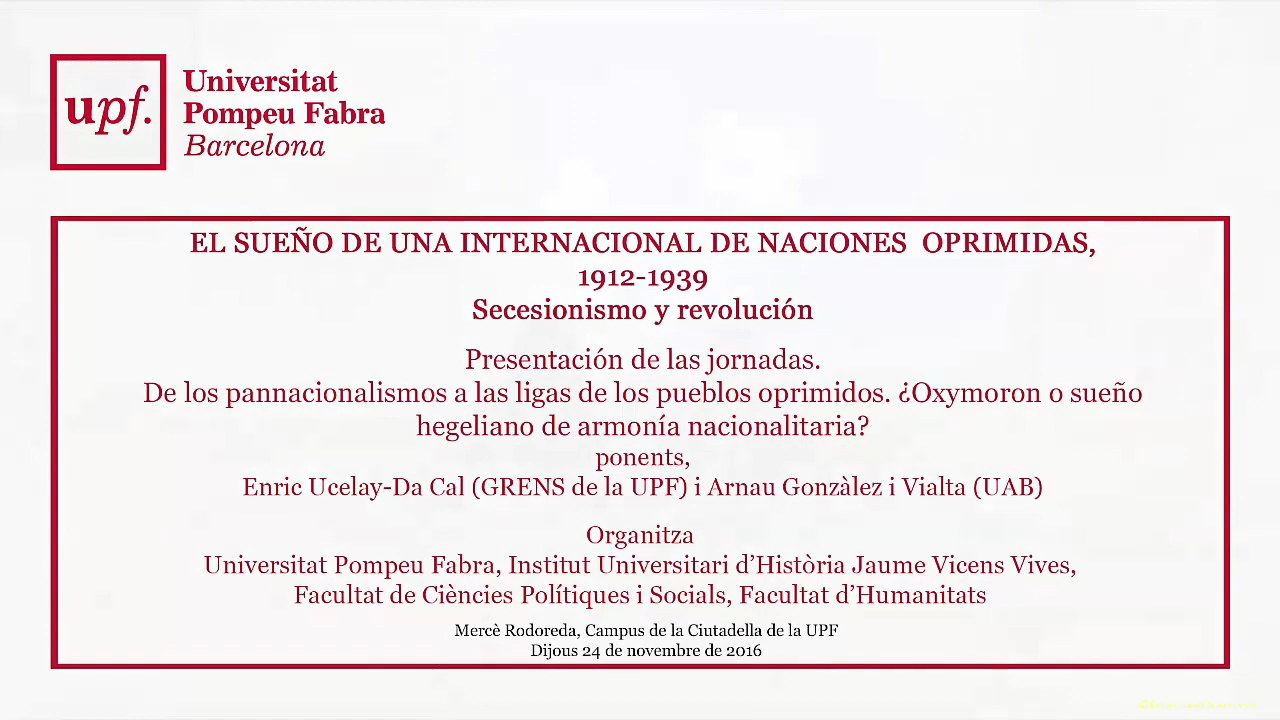 upf.
Universitat
Pompeu Fabra
Barcelona
EL SUEÑO DE UNA INTERNACIONAL DE NACIONES OPRIMIDAS,
1912-1939
Secesionismo y revolución
Presentación de las jornadas.
De los pannacionalismos a las ligas de los pueblos oprimidos. ¿Oxymoron o sueño
hegeliano de armonía nacionalitaria?
ponents,
Enric Ucelay-Da Cal (GRENS de la UPF) i Arnau Gonzàlez i Vialta (UAB)
Organitza
Universitat Pompeu Fabra, Institut Universitari d’Història Jaume Vicens Vives,
Facultat de Ciències Polítiques i Socials, Facultat d’Humanitats
Mercè Rodoreda, Campus de la Ciutadella de la UPF
Dijous 24 de novembre de 2016